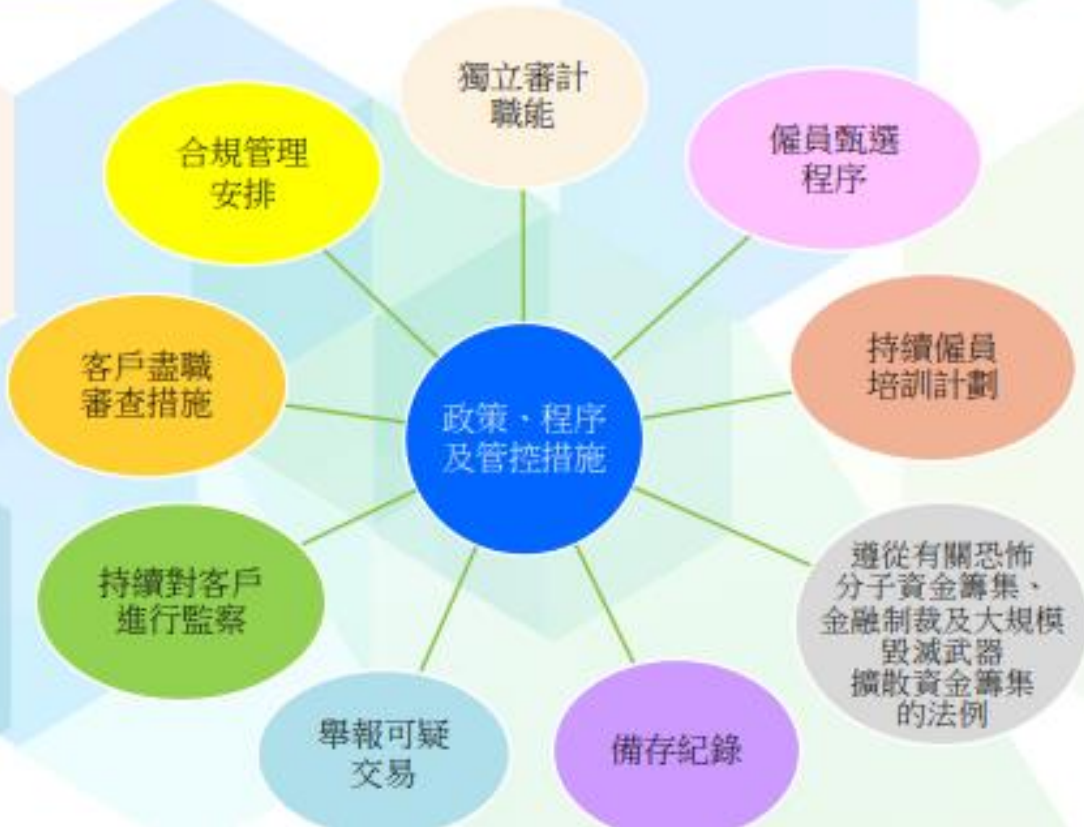 獨立審計
職能
僱員甄選
程序
持續僱員
培訓計劃
遵從有關恐怖
分子資金籌集、
金融制裁及大規模
毀滅武器
擴散資金籌集
的法例
備存紀錄
舉報可疑
交易
持續對客戶
進行監察
客戶盡職
審查措施
合規管理
安排
政策、程序
及管控措施